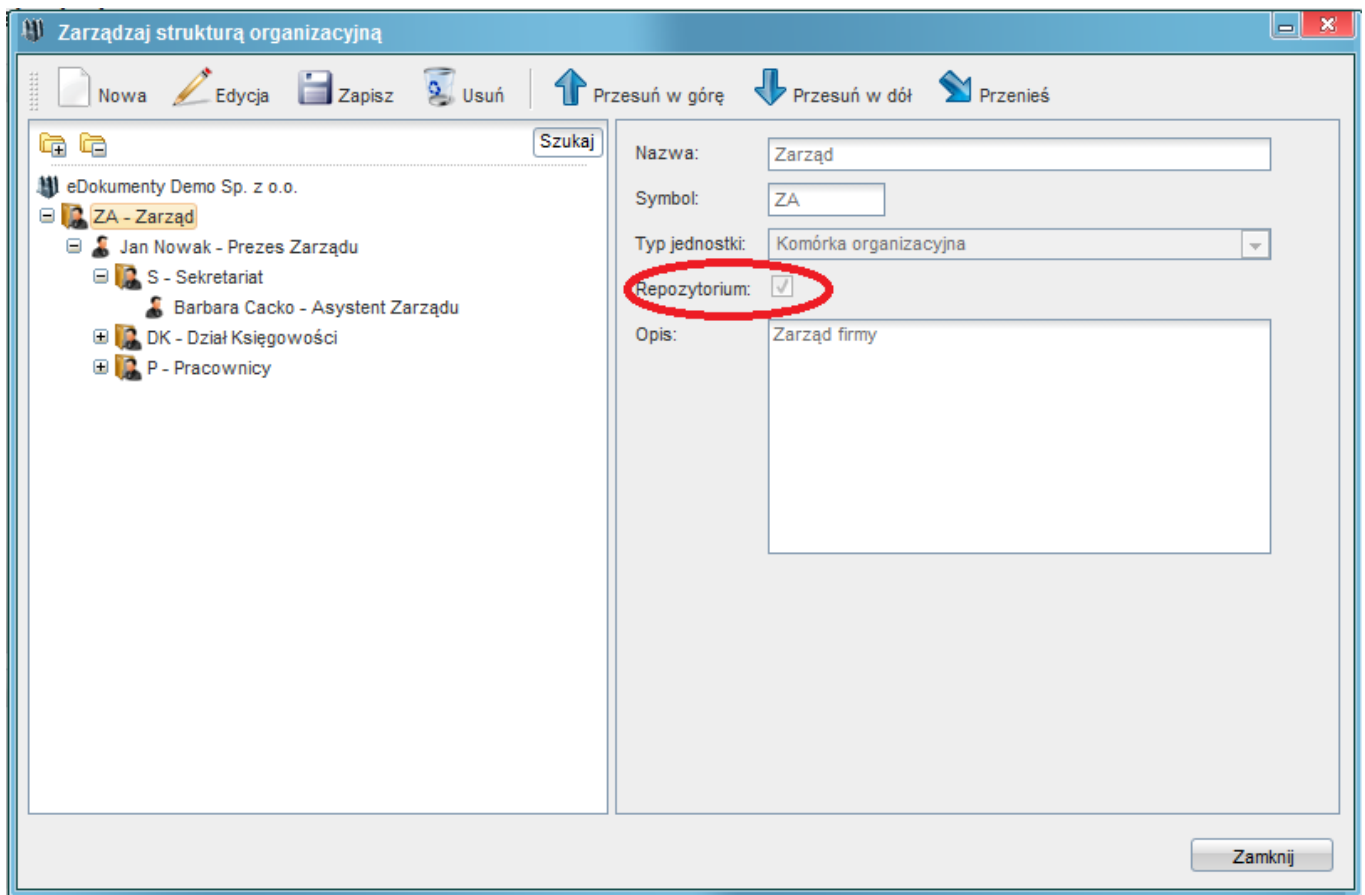 Zarządzaj strukturą organizacyjną
Nowa Edycja Zapisz Usuń Przesuń w górę Przesuń w dół Przenieś
Szukaj
eDokumenty Demo Sp. z o.o.
ZA - Zarząd
Jan Nowak - Prezes Zarządu
S - Sekretariat
Barbara Cacko - Asystent Zarządu
DK - Dział Księgowości
P - Pracownicy
Nazwa: Zarząd
Symbol: ZA
Typ jednostki: Komórka organizacyjna
Repozytorium:
Opis: Zarząd firmy
Zamknij